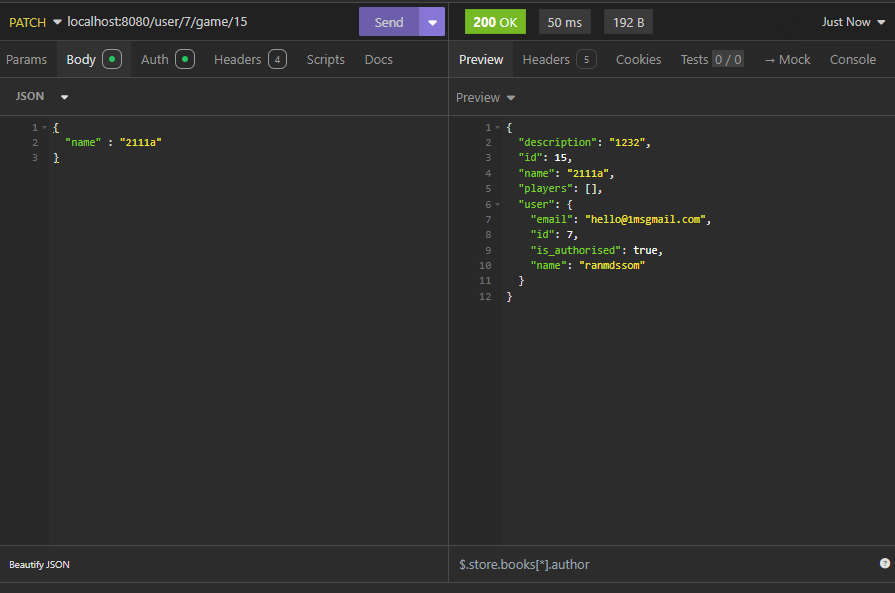 PATCH localhost:8080/user/7/game/15 Send
Params Body Auth Headers 4 Scripts Docs
JSON
1 {
2 "name" : "2111a"
3 }
Beautify JSON
200 OK 50 ms 192 B Just Now
Preview Headers 5 Cookies Tests 0 / 0 → Mock Console
Preview
1 {
2 "description": "1232",
3 "id": 15,
4 "name": "2111a",
5 "players": [],
6 "user": {
7 "email": "hello@1msgmail.com",
8 "id": 7,
9 "is_authorised": true,
10 "name": "ranmdssom"
11 }
12 }
$.store.books[*].author ?